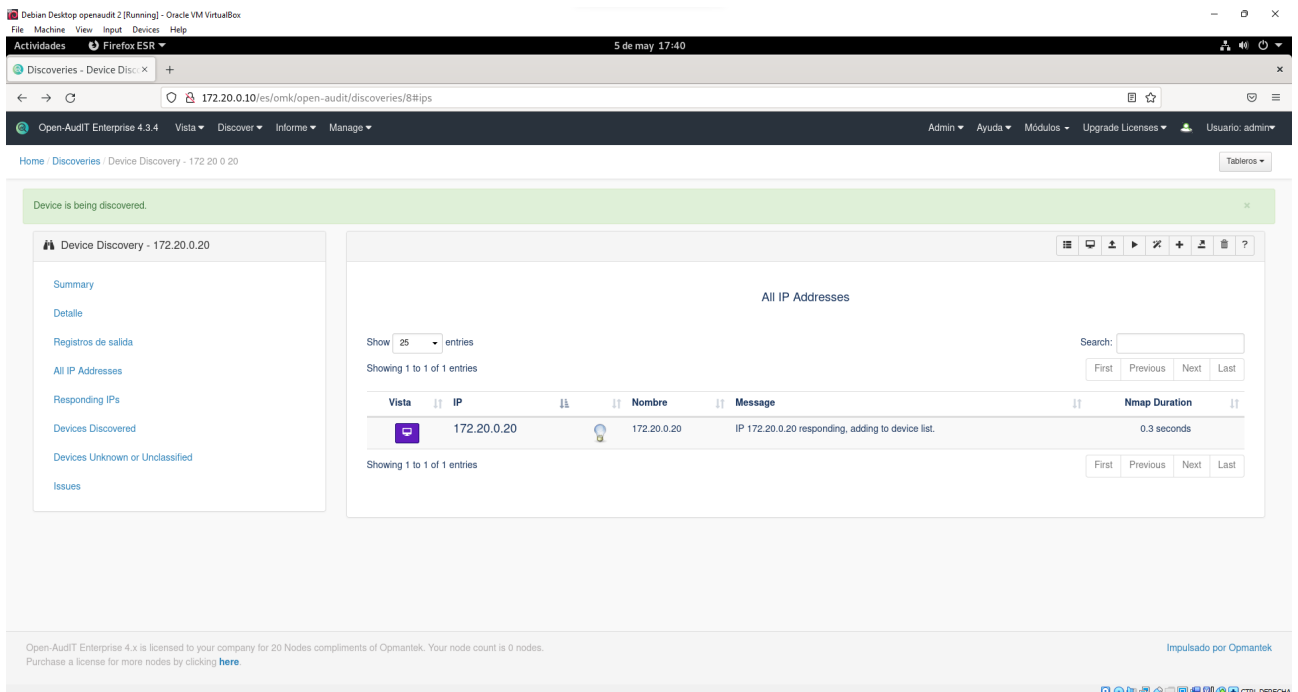 Debian Desktop openaudit 2 [Running] - Oracle VM VirtualBox
File Machine View Input Devices Help
Actividades Firefox ESR 5 de may 17:40
Discoveries - Device Disc
172.20.0.10/es/omk/open-audit/discoveries/8#ips
Open-AudIT Enterprise 4.3.4 Vista Discover Informe Manage Admin Ayuda Módulos Upgrade Licenses Usuario: admin
Home / Discoveries / Device Discovery - 172 20 0 20 Tableros
Device is being discovered. ×
Device Discovery - 172.20.0.20
?
Summary
Detalle
Registros de salida
All IP Addresses
Responding IPs
Devices Discovered
Devices Unknown or Unclassified
Issues
All IP Addresses
Show 25 entries Search:
Showing 1 to 1 of 1 entries First Previous Next Last
Vista IP Nombre Message Nmap Duration
172.20.0.20 172.20.0.20 IP 172.20.0.20 responding, adding to device list. 0.3 seconds
Showing 1 to 1 of 1 entries First Previous Next Last
Open-AudIT Enterprise 4.x is licensed to your company for 20 Nodes compliments of Opmantek. Your node count is 0 nodes. Impulsado por Opmantek
Purchase a license for more nodes by clicking here.
CTRL DERECHA